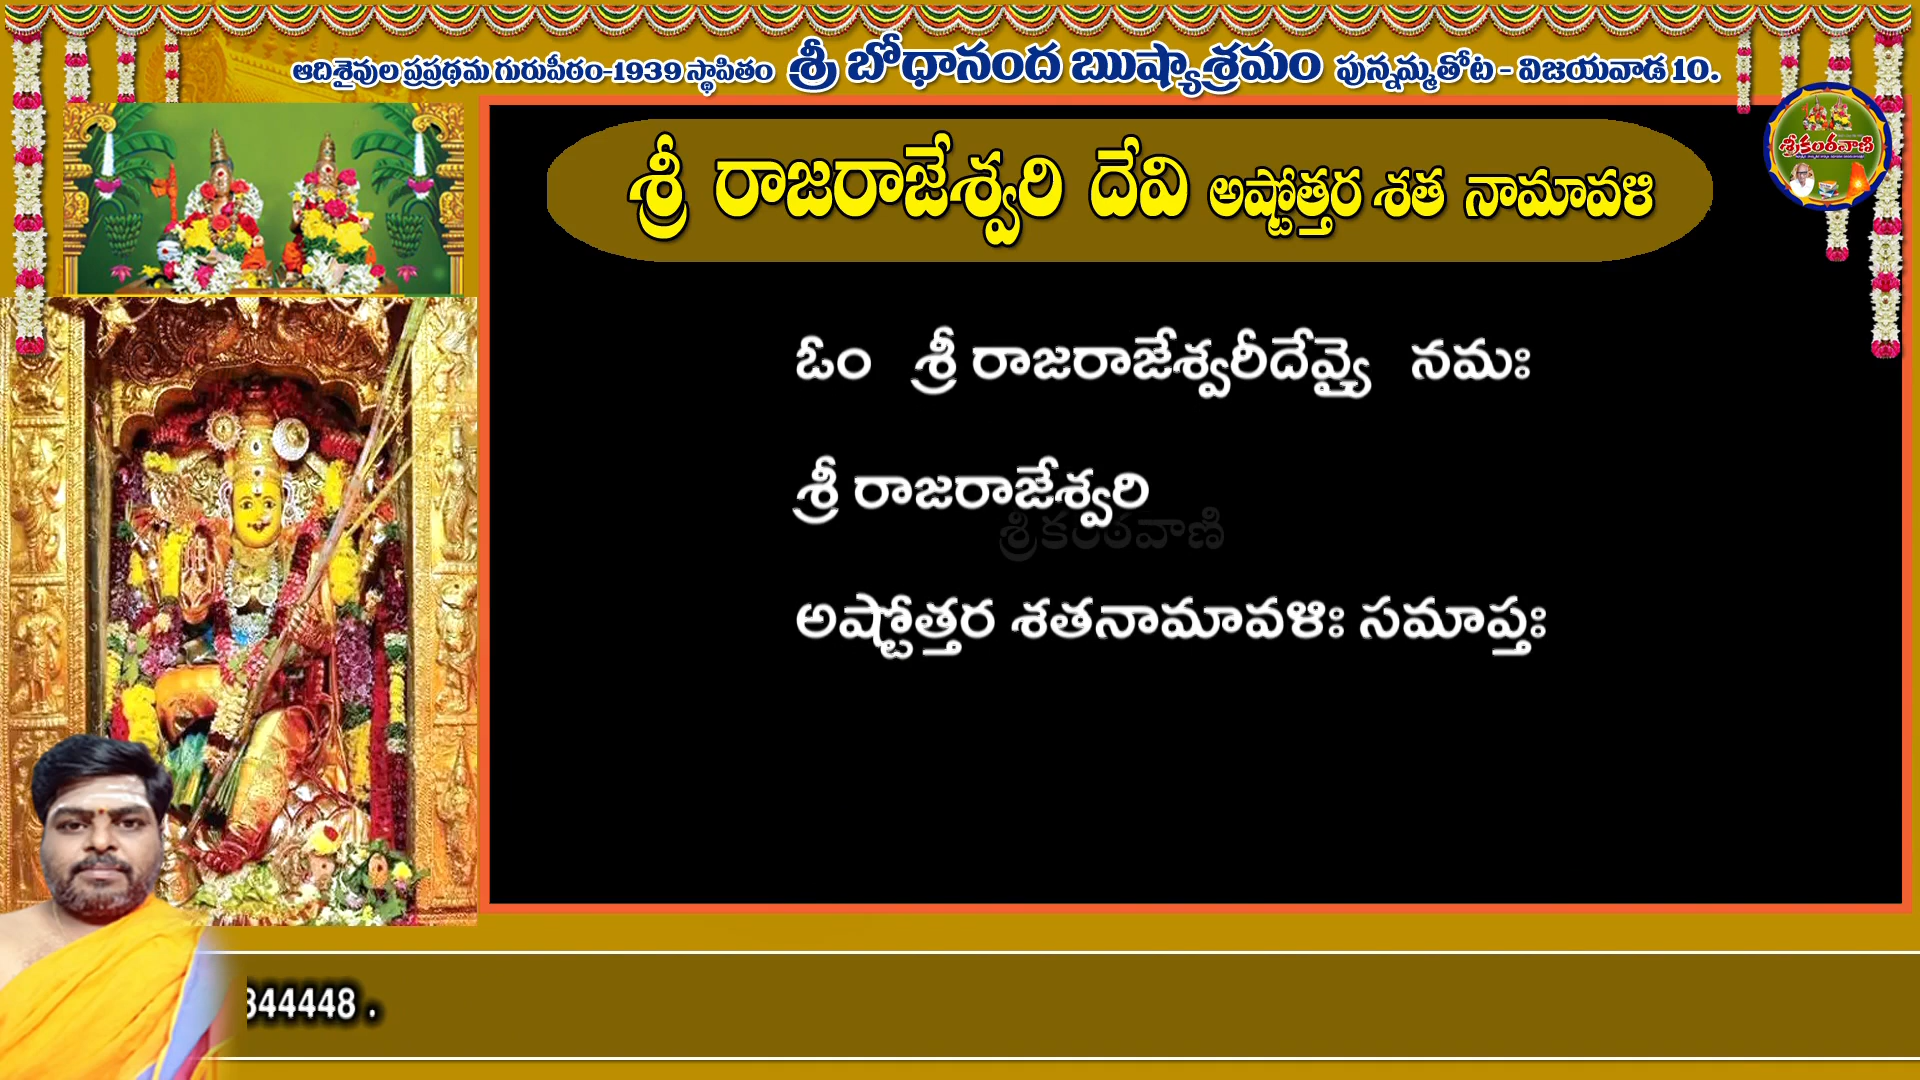 ఆదిశైవుల ప్రప్రథమ గురుపీఠం-1939 స్థాపితం శ్రీ బోధానంద ఋష్యాశ్రమం పున్నమ్మతోట - విజయవాడ 10.
శ్రీకంఠవాణి
శ్రీ రాజరాజేశ్వరి దేవి అష్టోత్తర శత నామావళి
ఓం శ్రీ రాజరాజేశ్వరీదేవ్యై నమః
శ్రీ రాజరాజేశ్వరి
శ్రీకంఠవాణి
అష్టోత్తర శతనామావళిః సమాప్తః
344448 .